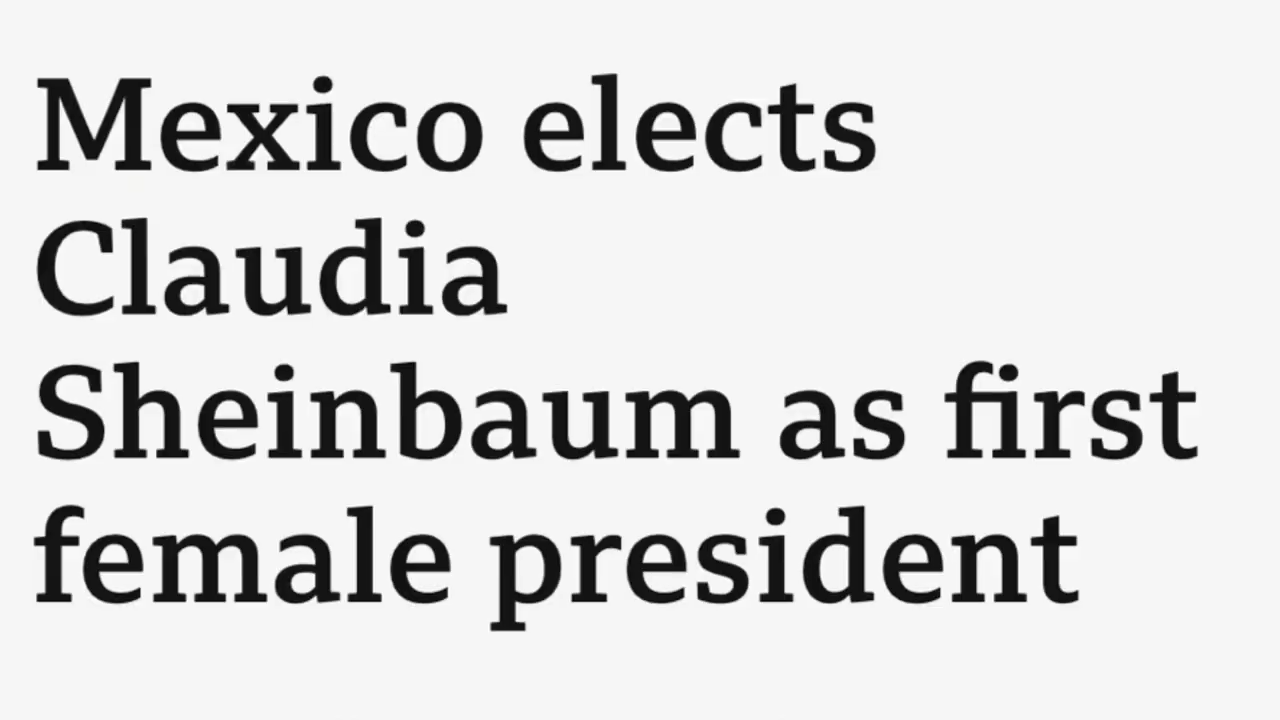 Mexico elects
Claudia
Sheinbaum as first
female president